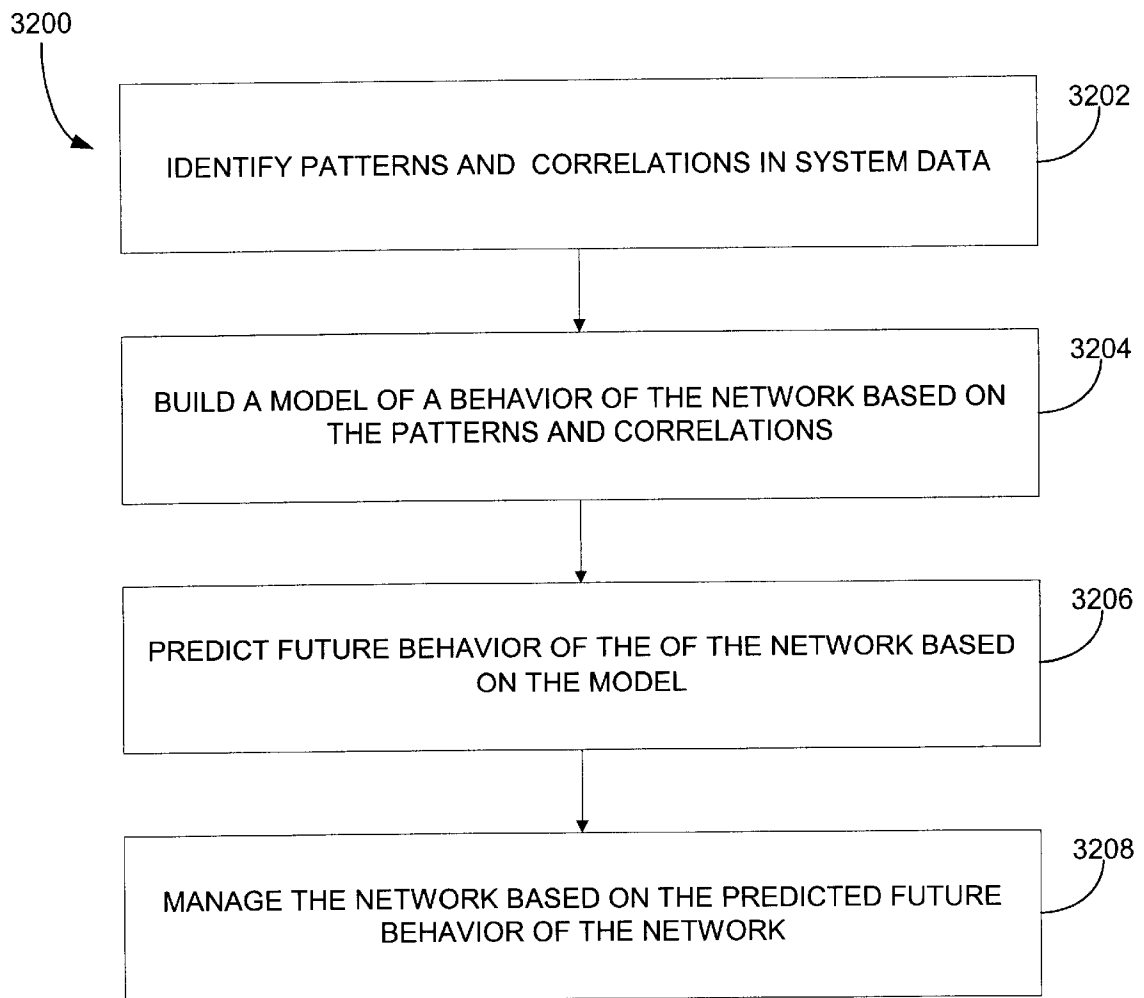 3200
3202
IDENTIFY PATTERNS AND CORRELATIONS IN SYSTEM DATA
3204
BUILD A MODEL OF A BEHAVIOR OF THE NETWORK BASED ON
THE PATTERNS AND CORRELATIONS
3206
PREDICT FUTURE BEHAVIOR OF THE OF THE NETWORK BASED
ON THE MODEL
3208
MANAGE THE NETWORK BASED ON THE PREDICTED FUTURE
BEHAVIOR OF THE NETWORK